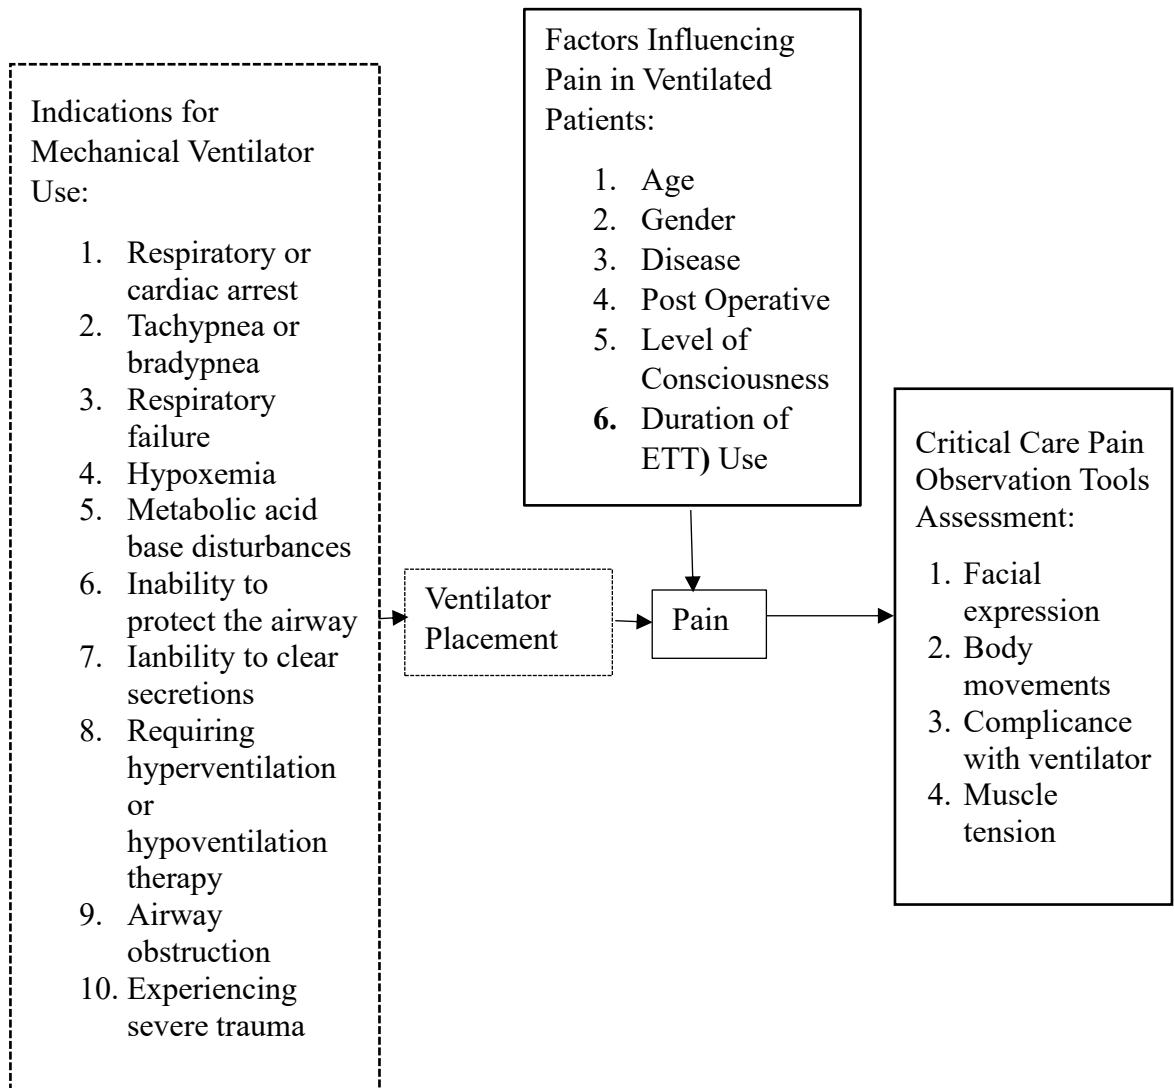 Indications for
Mechanical Ventilator
Use:
1. Respiratory or
cardiac arrest
2. Tachypnea or
bradypnea
3. Respiratory
failure
4. Hypoxemia
5. Metabolic acid
base disturbances
6. Inability to
protect the airway
7. Ianbility to clear
secretions
8. Requiring
hyperventilation
or
hypoventilation
therapy
9. Airway
obstruction
10. Experiencing
severe trauma
Ventilator
Placement
Factors Influencing
Pain in Ventilated
Patients:
1. Age
2. Gender
3. Disease
4. Post Operative
5. Level of
Consciousness
6. Duration of
ETT) Use
Pain
Critical Care Pain
Observation Tools
Assessment:
1. Facial
expression
2. Body
movements
3. Complicance
with ventilator
4. Muscle
tension